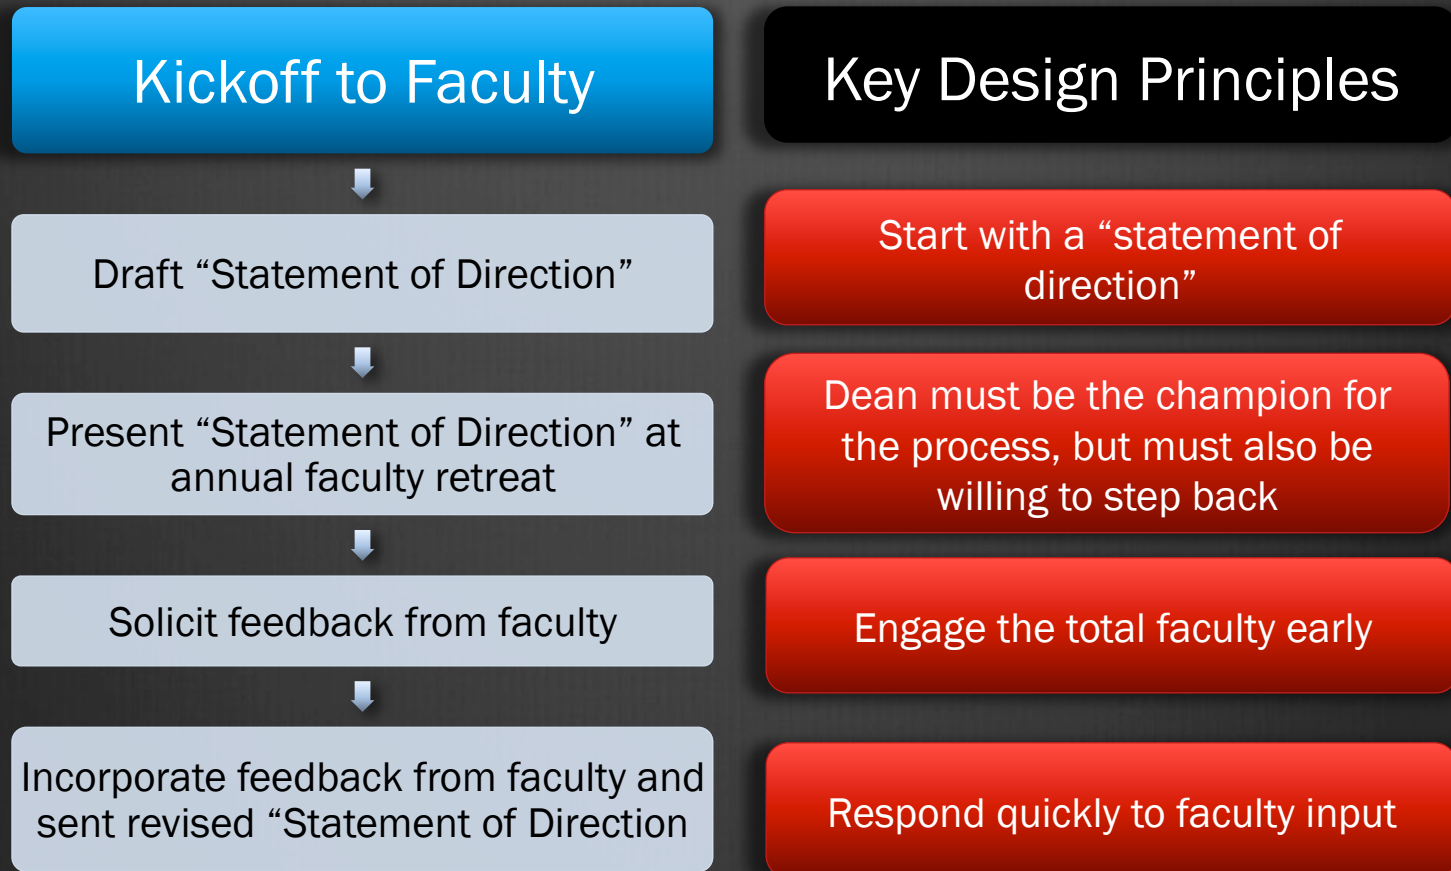 Kickoff to Faculty
Draft “Statement of Direction”
Present “Statement of Direction” at
annual faculty retreat
Solicit feedback from faculty
Incorporate feedback from faculty and
sent revised “Statement of Direction
Key Design Principles
Start with a “statement of
direction”
Dean must be the champion for
the process, but must also be
willing to step back
Engage the total faculty early
Respond quickly to faculty input